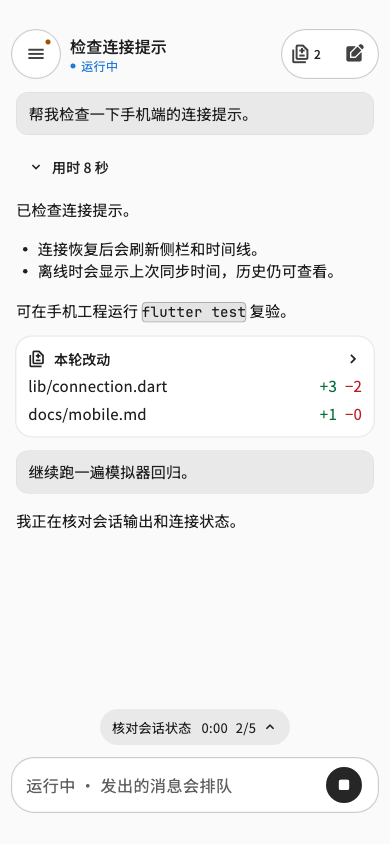 检查连接提示
运行中
2
帮我检查一下手机端的连接提示。
用时 8 秒
已检查连接提示。
• 连接恢复后会刷新侧栏和时间线。
• 离线时会显示上次同步时间，历史仍可查看。
可在手机工程运行 flutter test 复验。
本轮改动
lib/connection.dart +3 −2
docs/mobile.md +1 −0
继续跑一遍模拟器回归。
我正在核对会话输出和连接状态。
核对会话状态 0:00 2/5
运行中 · 发出的消息会排队